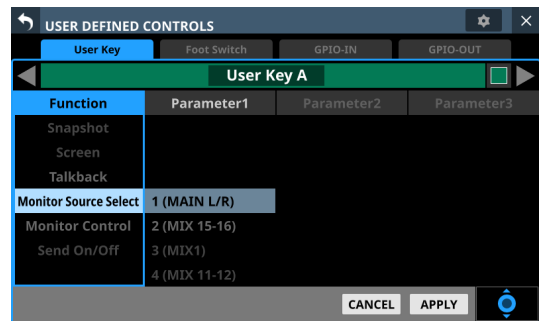 USER DEFINED CONTROLS
User Key Foot Switch GPIO-IN GPIO-OUT
User Key A
Function Parameter1 Parameter2 Parameter3
Snapshot
Screen
Talkback
Monitor Source Select 1 (MAIN L/R)
Monitor Control 2 (MIX 15-16)
Send On/Off 3 (MIX1)
4 (MIX 11-12)
CANCEL APPLY